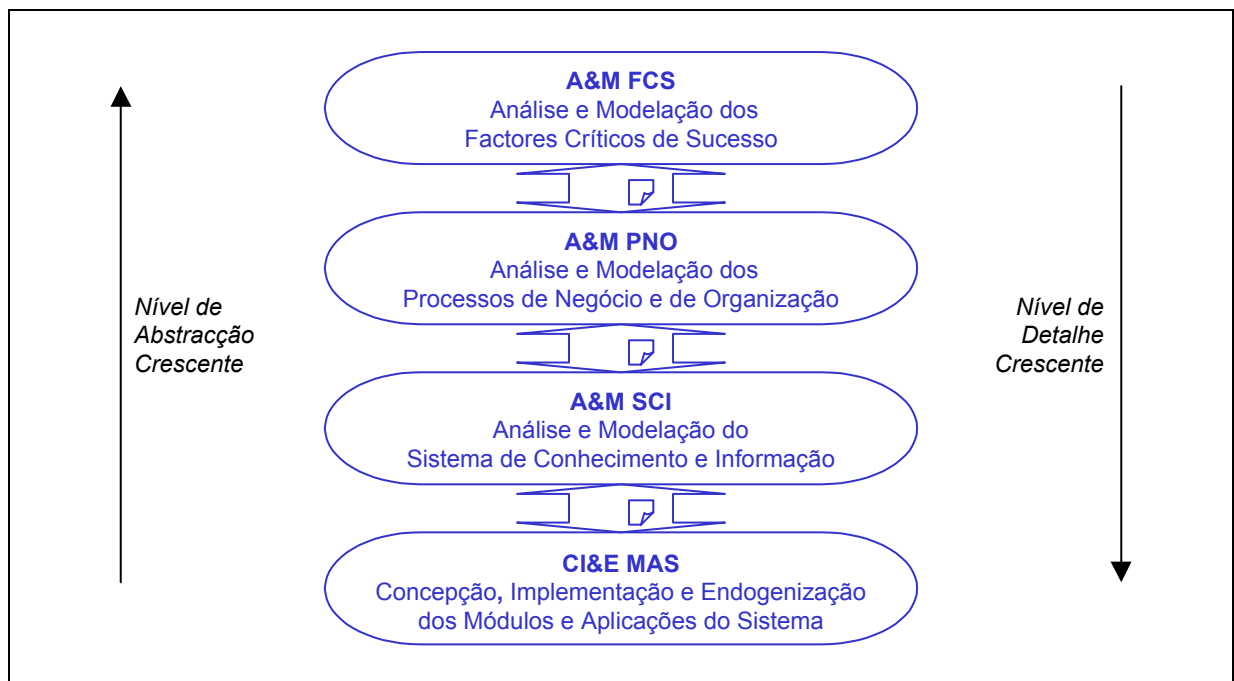 A&M FCS
Análise e Modelação dos
Factores Críticos de Sucesso
A&M PNO
Análise e Modelação dos
Processos de Negócio e de Organização
Nível de
Abstracção
Crescente
Nível de
Detalhe
Crescente
A&M SCI
Análise e Modelação do
Sistema de Conhecimento e Informação
CI&E MAS
Concepção, Implementação e Endogenização
dos Módulos e Aplicações do Sistema